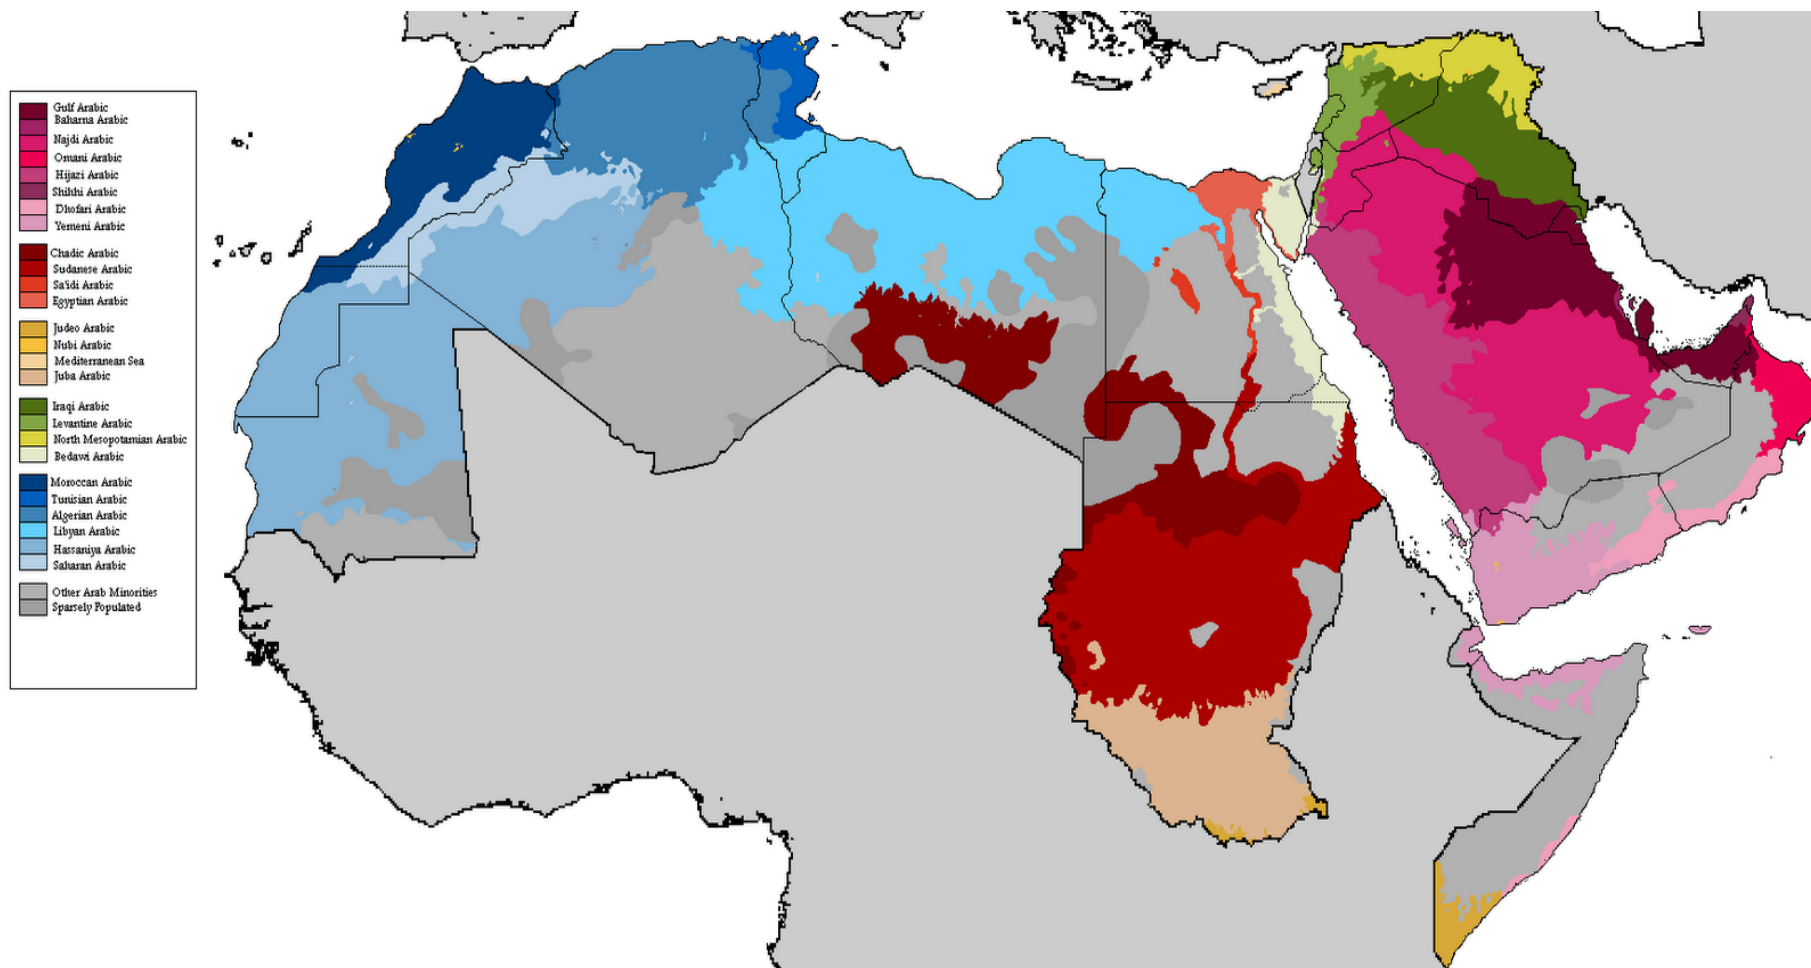 Gulf Arabic
Baharna Arabic
Najdi Arabic
Omani Arabic
Hijazi Arabic
Shihhi Arabic
Dhofari Arabic
Yemeni Arabic
Chadic Arabic
Sudanese Arabic
Sa'idi Arabic
Egyptian Arabic
Judeo Arabic
Nubi Arabic
Mediterranean Sea
Juba Arabic
Iraqi Arabic
Levantine Arabic
North Mesopotamian Arabic
Bedawi Arabic
Moroccan Arabic
Tunisian Arabic
Algerian Arabic
Libyan Arabic
Hassaniya Arabic
Saharan Arabic
Other Arab Minorities
Sparsely Populated